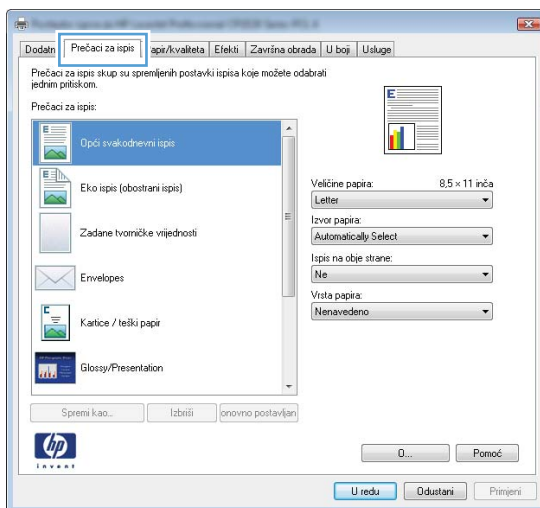 Dodatn
Prečaci za ispis
apir/kvaliteta
Efekti
Završna obrada
U boji
Usluge
Prečaci za ispis skup su spremljenih postavki ispisa koje možete odabrati
jednim pritiskom.
Prečaci za ispis:
Opći svakodnevni ispis
Eko ispis (obostrani ispis)
Zadane tvorničke vrijednosti
Envelopes
Kartice / teški papir
Glossy/Presentation
Spremi kao...
Izbriši
onovno postavljan
Veličine papira:
8,5 × 11 inča
Letter
Izvor papira:
Automatically Select
Ispis na obje strane:
Ne
Vrsta papira:
Nenavedeno
hp
invent
O...
Pomoć
U redu
Odustani
Primjeni